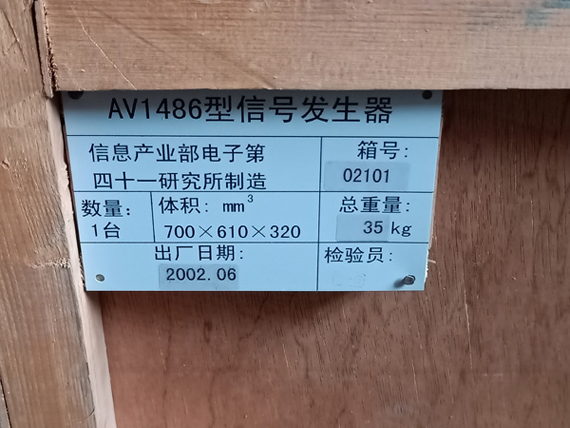 AV1486型信号发生器
信息产业部电子第
四十一研究所制造
箱号:
02101
数量:
1台
体积: mm³
700×610×320
总重量:
35 kg
出厂日期:
2002.06
检验员: